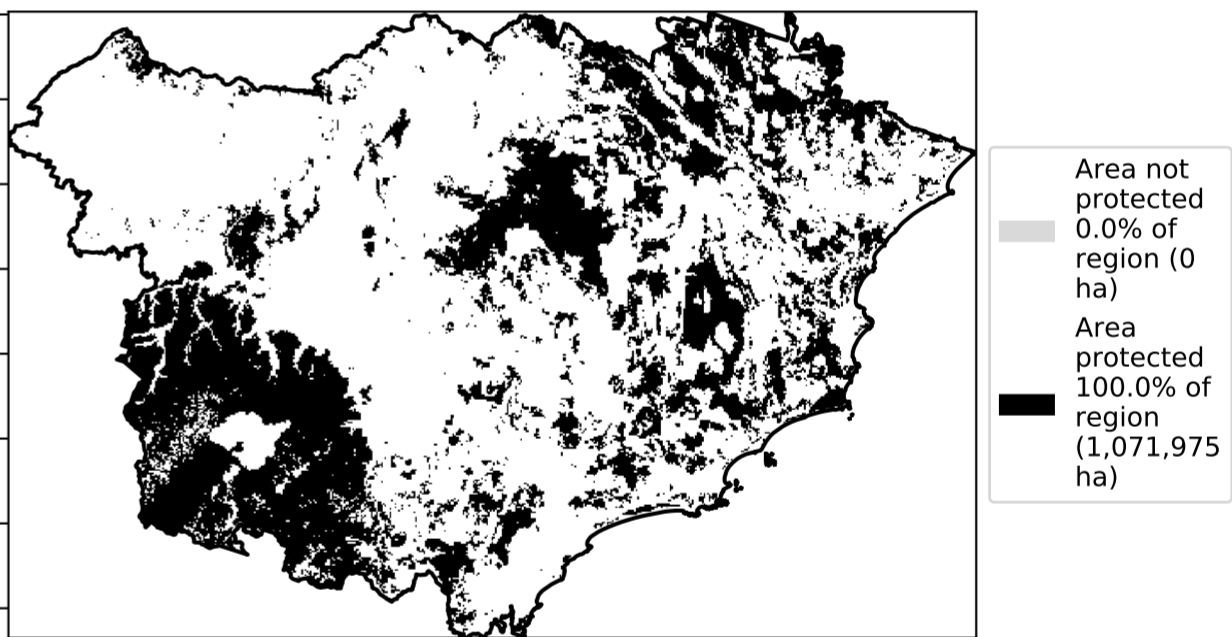 Area not
protected
0.0% of
region (0
ha)
Area
protected
100.0% of
region
(1,071,975
ha)